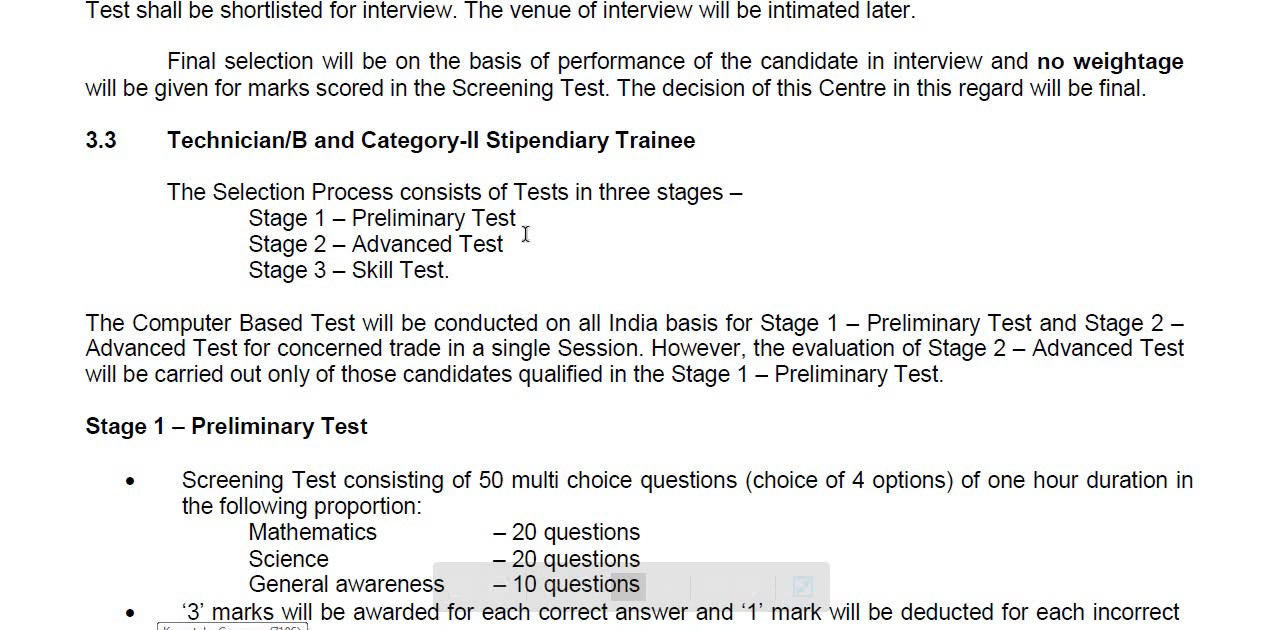 Test shall be shortlisted for interview. The venue of interview will be intimated later.
Final selection will be on the basis of performance of the candidate in interview and no weightage
will be given for marks scored in the Screening Test. The decision of this Centre in this regard will be final.
3.3 Technician/B and Category-II Stipendiary Trainee
The Selection Process consists of Tests in three stages –
Stage 1 – Preliminary Test
Stage 2 – Advanced Test
Stage 3 – Skill Test.
The Computer Based Test will be conducted on all India basis for Stage 1 – Preliminary Test and Stage 2 –
Advanced Test for concerned trade in a single Session. However, the evaluation of Stage 2 – Advanced Test
will be carried out only of those candidates qualified in the Stage 1 – Preliminary Test.
Stage 1 – Preliminary Test
• Screening Test consisting of 50 multi choice questions (choice of 4 options) of one hour duration in
the following proportion:
Mathematics – 20 questions
Science – 20 questions
General awareness – 10 questions
• ‘3’ marks will be awarded for each correct answer and ‘1’ mark will be deducted for each incorrect